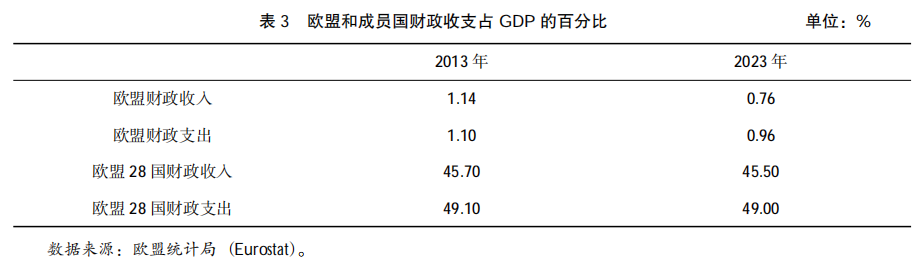 表 3 欧盟和成员国财政收支占 GDP 的百分比 单位：%
2013 年 2023 年
欧盟财政收入 1.14 0.76
欧盟财政支出 1.10 0.96
欧盟 28 国财政收入 45.70 45.50
欧盟 28 国财政支出 49.10 49.00
数据来源：欧盟统计局 (Eurostat)。